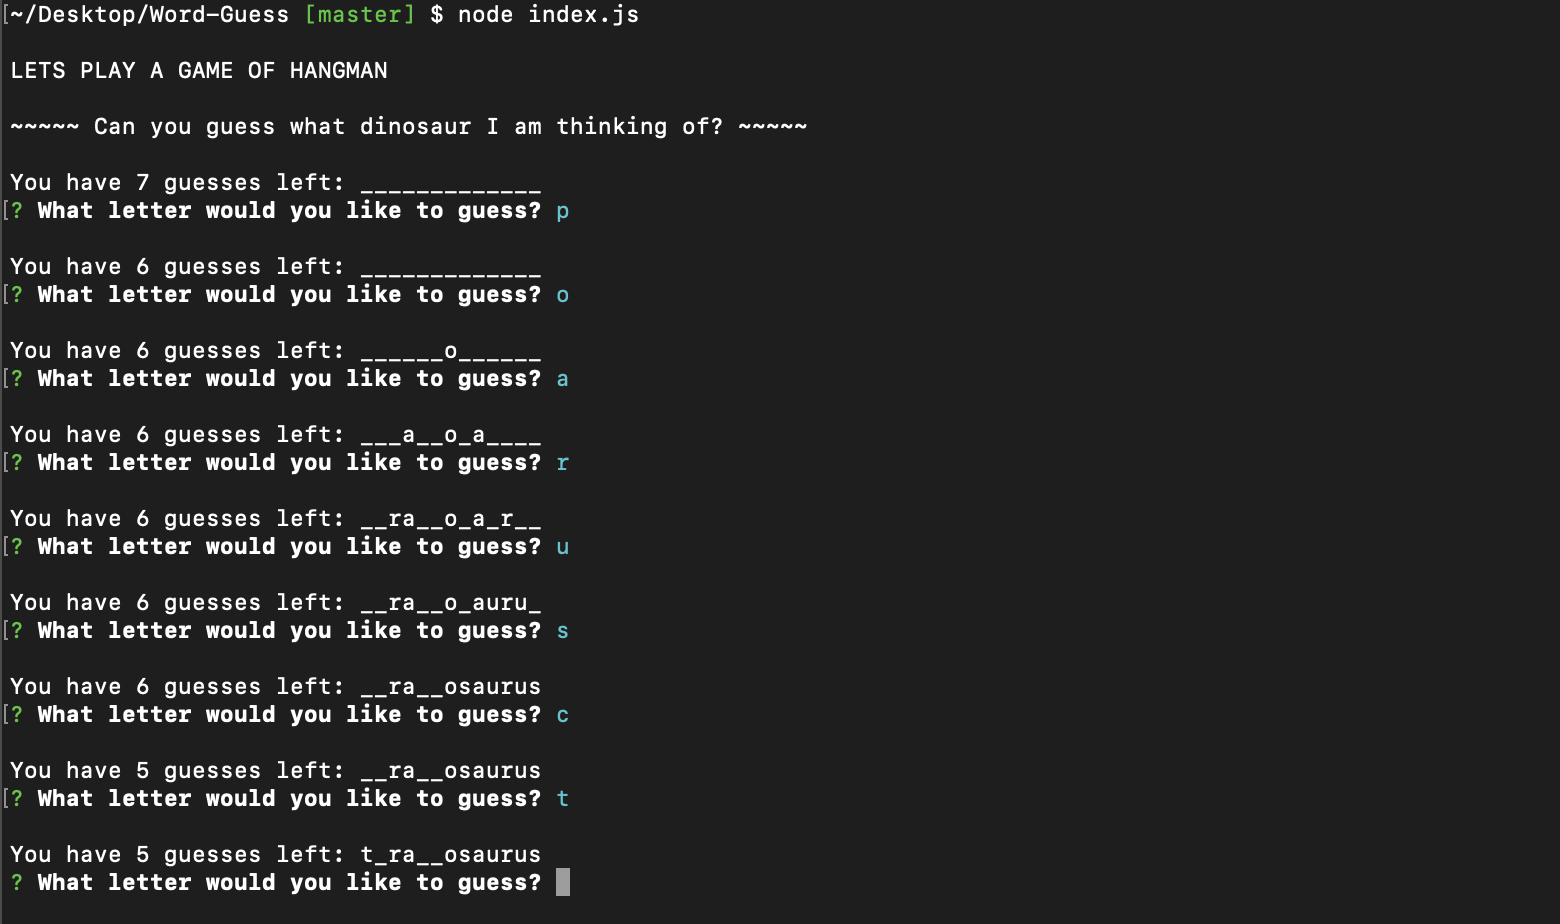 [~/Desktop/Word-Guess [master] $ node index.js
LETS PLAY A GAME OF HANGMAN
~~~~~ Can you guess what dinosaur I am thinking of? ~~~~~
You have 7 guesses left: _____________
[? What letter would you like to guess? p
You have 6 guesses left: _____________
[? What letter would you like to guess? o
You have 6 guesses left: ______o______
[? What letter would you like to guess? a
You have 6 guesses left: ___a__o_a____
[? What letter would you like to guess? r
You have 6 guesses left: __ra__o_a_r__
[? What letter would you like to guess? u
You have 6 guesses left: __ra__o_auru_
[? What letter would you like to guess? s
You have 6 guesses left: __ra__osaurus
[? What letter would you like to guess? c
You have 5 guesses left: __ra__osaurus
[? What letter would you like to guess? t
You have 5 guesses left: t_ra__osaurus
? What letter would you like to guess?